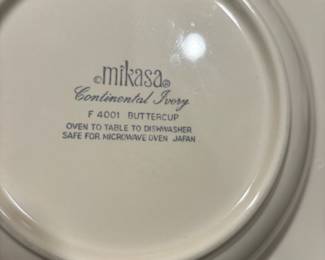 ©mikasa®
Continental Ivory
F 4001 BUTTERCUP
OVEN TO TABLE TO DISHWASHER
SAFE FOR MICROWAVE OVEN JAPAN